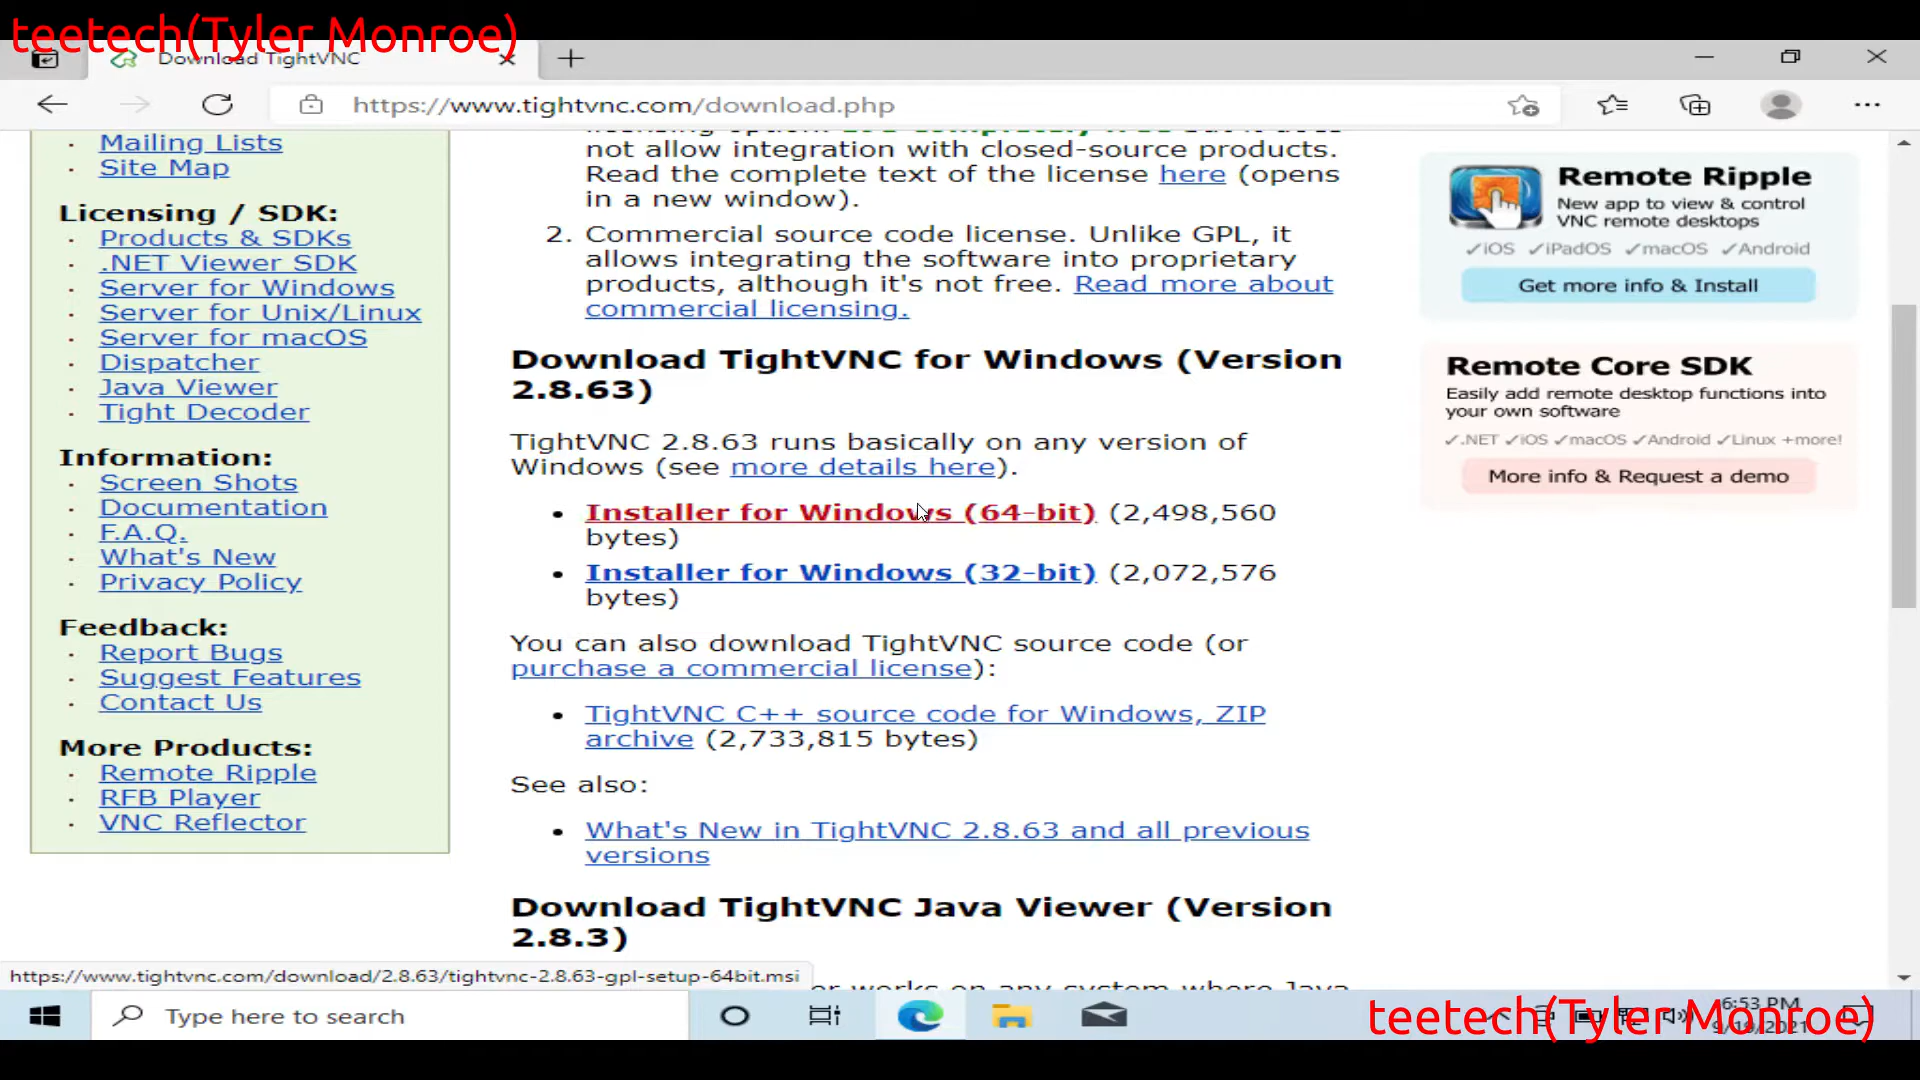 teetech(Tyler Monroe)
Download TightVNC
https://www.tightvnc.com/download.php
Mailing Lists
Site Map
Licensing / SDK:
Products & SDKs
.NET Viewer SDK
Server for Windows
Server for Unix/Linux
Server for macOS
Dispatcher
Java Viewer
Tight Decoder
Information:
Screen Shots
Documentation
F.A.Q.
What's New
Privacy Policy
Feedback:
Report Bugs
Suggest Features
Contact Us
More Products:
Remote Ripple
RFB Player
VNC Reflector
not allow integration with closed-source products.
Read the complete text of the license here (opens
in a new window).
2. Commercial source code license. Unlike GPL, it
allows integrating the software into proprietary
products, although it's not free. Read more about
commercial licensing.
Download TightVNC for Windows (Version
2.8.63)
TightVNC 2.8.63 runs basically on any version of
Windows (see more details here).
• Installer for Windows (64-bit) (2,498,560
bytes)
• Installer for Windows (32-bit) (2,072,576
bytes)
You can also download TightVNC source code (or
purchase a commercial license):
• TightVNC C++ source code for Windows, ZIP
archive (2,733,815 bytes)
See also:
• What's New in TightVNC 2.8.63 and all previous
versions
Download TightVNC Java Viewer (Version
2.8.3)
works on any system where Java
Remote Ripple
New app to view & control
VNC remote desktops
✓iOS ✓iPadOS ✓macOS ✓Android
Get more info & Install
Remote Core SDK
Easily add remote desktop functions into
your own software
✓.NET ✓iOS ✓macOS ✓Android ✓Linux +more!
More info & Request a demo
https://www.tightvnc.com/download/2.8.63/tightvnc-2.8.63-gpl-setup-64bit.msi
Type here to search
6:53 PM
teetech(Tyler Monroe)